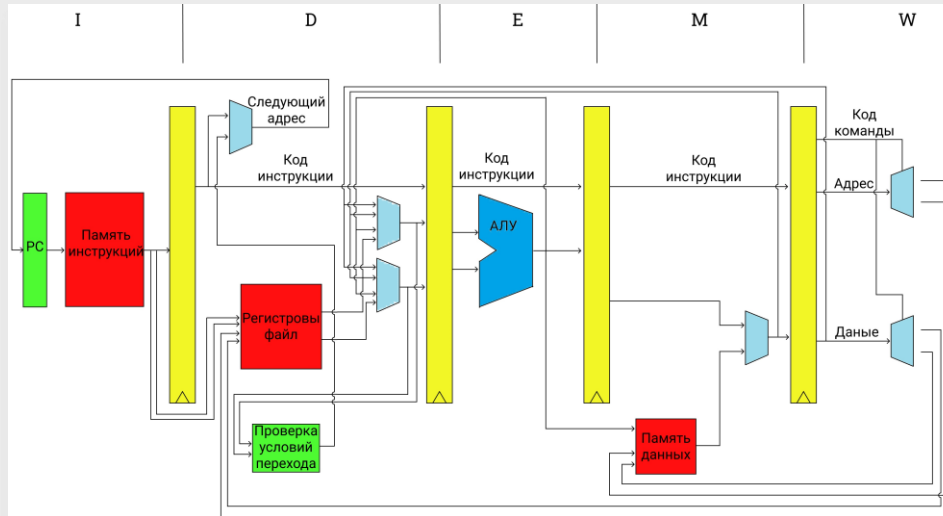 I D E M W
Следующий
адрес
Код
инструкции
Код
инструкции
Код
инструкции
Код
команды
Адрес
PC
Память
инструкций
АЛУ
Регистровы
файл
Даные
Проверка
условий
перехода
Память
данных